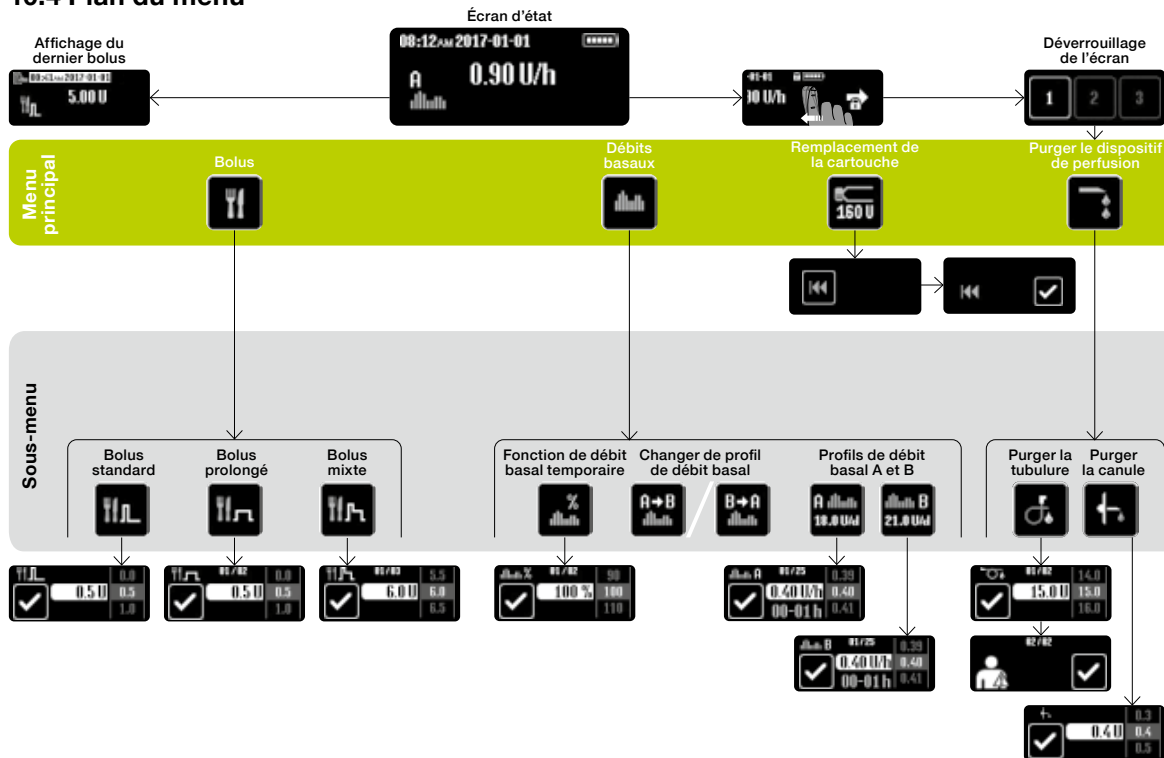 10.4 Plan du menu
Écran d'état
Affichage du
dernier bolus
5.00 U
08:12AM 2017-01-01
A
0.90 U/h
-01-01
30 U/h
Déverrouillage
de l'écran
1 2 3
Menu
principal
Bolus
Débits
basaux
Remplacement de
la cartouche
160 U
Purger le dispositif
de perfusion
Sous-menu
Bolus
standard
Bolus
prolongé
Bolus
mixte
Fonction de débit
basal temporaire
%
Changer de profil
de débit basal
A→B
B→A
Profils de débit
basal A et B
A
18.0 U/d
B
21.0 U/d
Purger la
tubulure
Purger
la canule
0.5 U
0.0
0.5
1.0
01/02
0.5 U
0.0
0.5
1.0
01/03
6.0 U
5.5
6.0
6.5
%
01/02
100 %
90
100
110
A
01/25
0.40 U/h
00-01 h
0.39
0.40
0.41
B
01/25
0.40 U/h
00-01 h
0.39
0.40
0.41
01/02
15.0 U
14.0
15.0
16.0
02/02
0.4 U
0.3
0.4
0.5